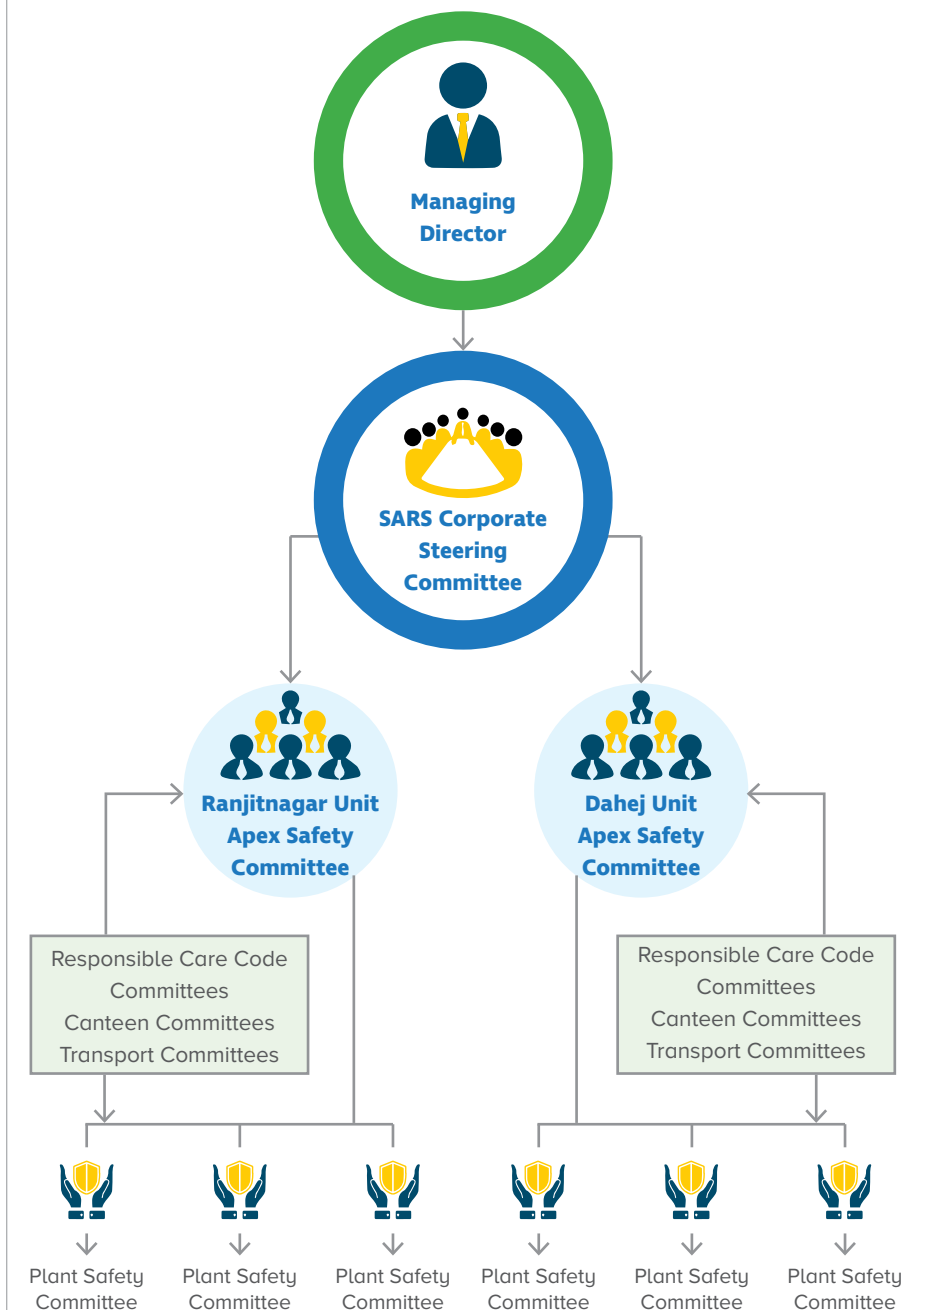 Managing
Director
SARS Corporate
Steering
Committee
Ranjitnagar Unit
Apex Safety
Committee
Dahej Unit
Apex Safety
Committee
Responsible Care Code
Committees
Canteen Committees
Transport Committees
Responsible Care Code
Committees
Canteen Committees
Transport Committees
Plant Safety
Committee
Plant Safety
Committee
Plant Safety
Committee
Plant Safety
Committee
Plant Safety
Committee
Plant Safety
Committee